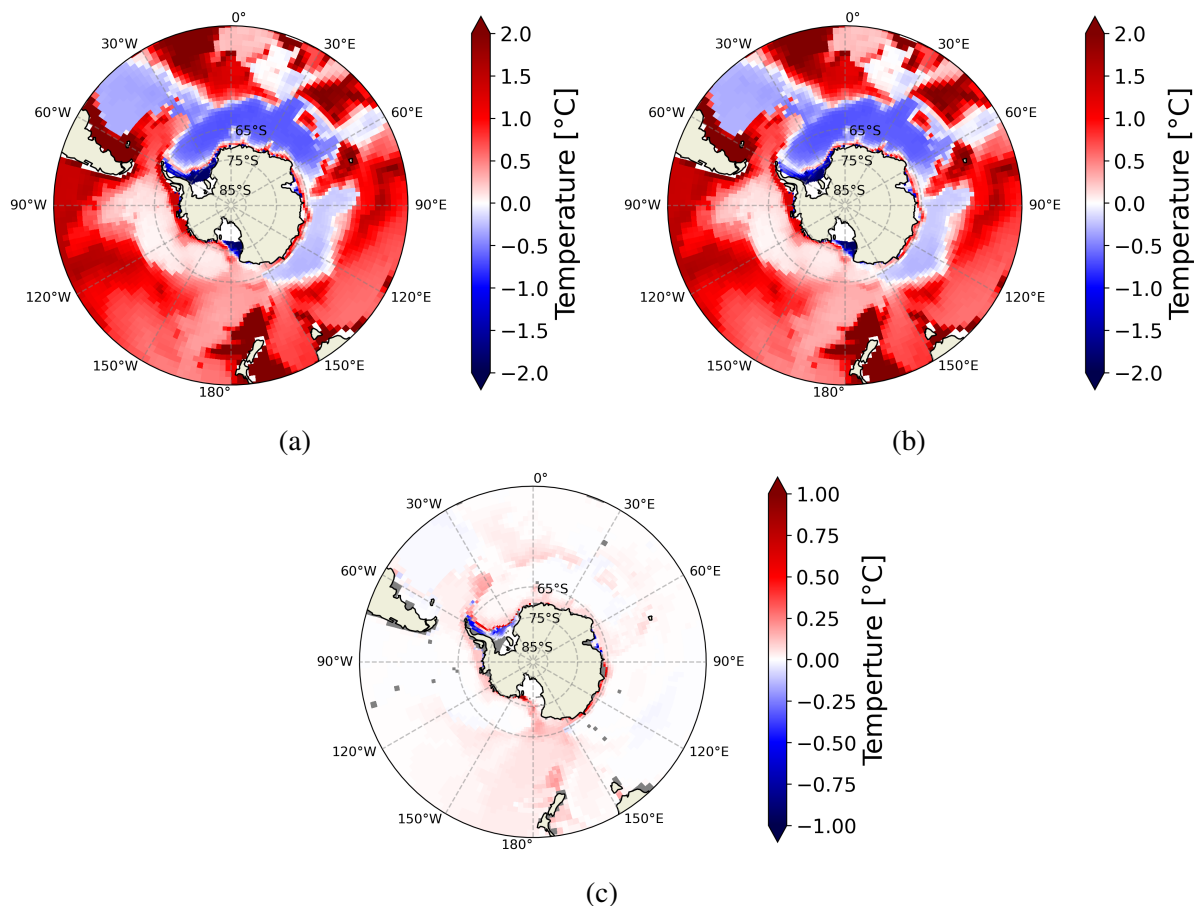 0°
30°W
30°E
60°W
60°E
65°S
75°S
85°S
90°W
90°E
120°W
120°E
150°W
150°E
180°
2.0
1.5
1.0
0.5
0.0
−0.5
−1.0
−1.5
−2.0
Temperature [°C]
(a)
0°
30°W
30°E
60°W
60°E
65°S
75°S
85°S
90°W
90°E
120°W
120°E
150°W
150°E
180°
2.0
1.5
1.0
0.5
0.0
−0.5
−1.0
−1.5
−2.0
Temperature [°C]
(b)
0°
30°W
30°E
60°W
60°E
65°S
75°S
85°S
90°W
90°E
120°W
120°E
150°W
150°E
180°
1.00
0.75
0.50
0.25
0.00
−0.25
−0.50
−0.75
−1.00
Temperture [°C]
(c)